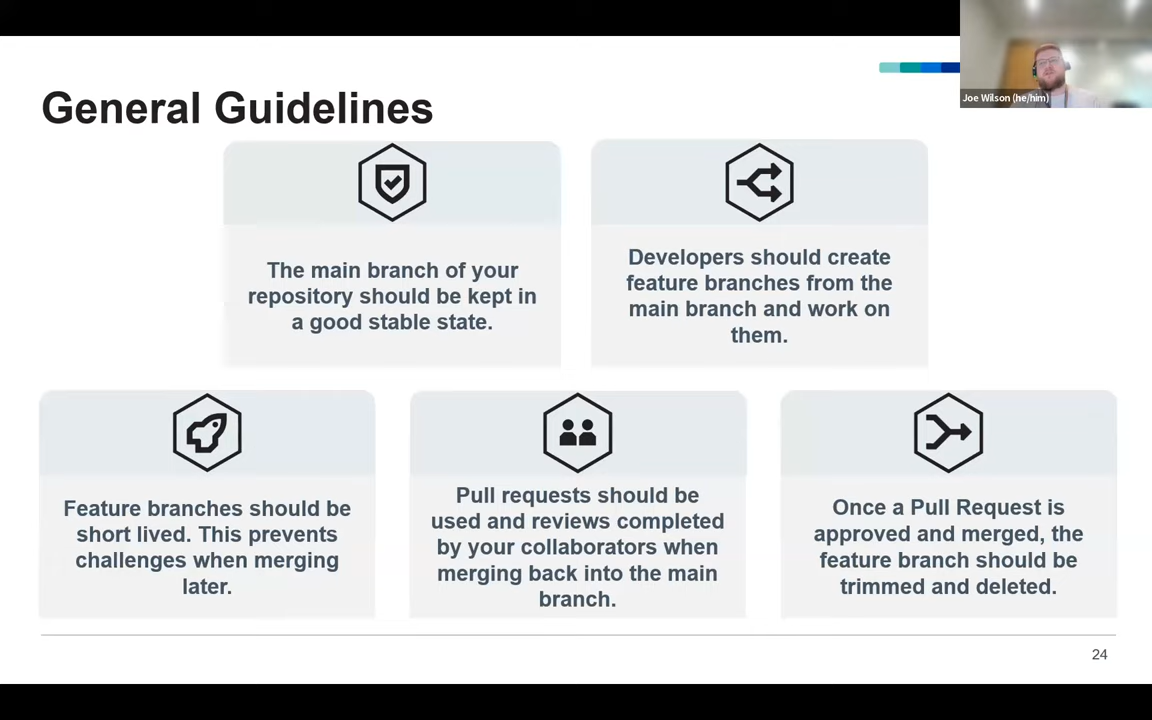 Joe Wilson (he/him)
General Guidelines
The main branch of your
repository should be kept in
a good stable state.
Developers should create
feature branches from the
main branch and work on
them.
Feature branches should be
short lived. This prevents
challenges when merging
later.
Pull requests should be
used and reviews completed
by your collaborators when
merging back into the main
branch.
Once a Pull Request is
approved and merged, the
feature branch should be
trimmed and deleted.
24